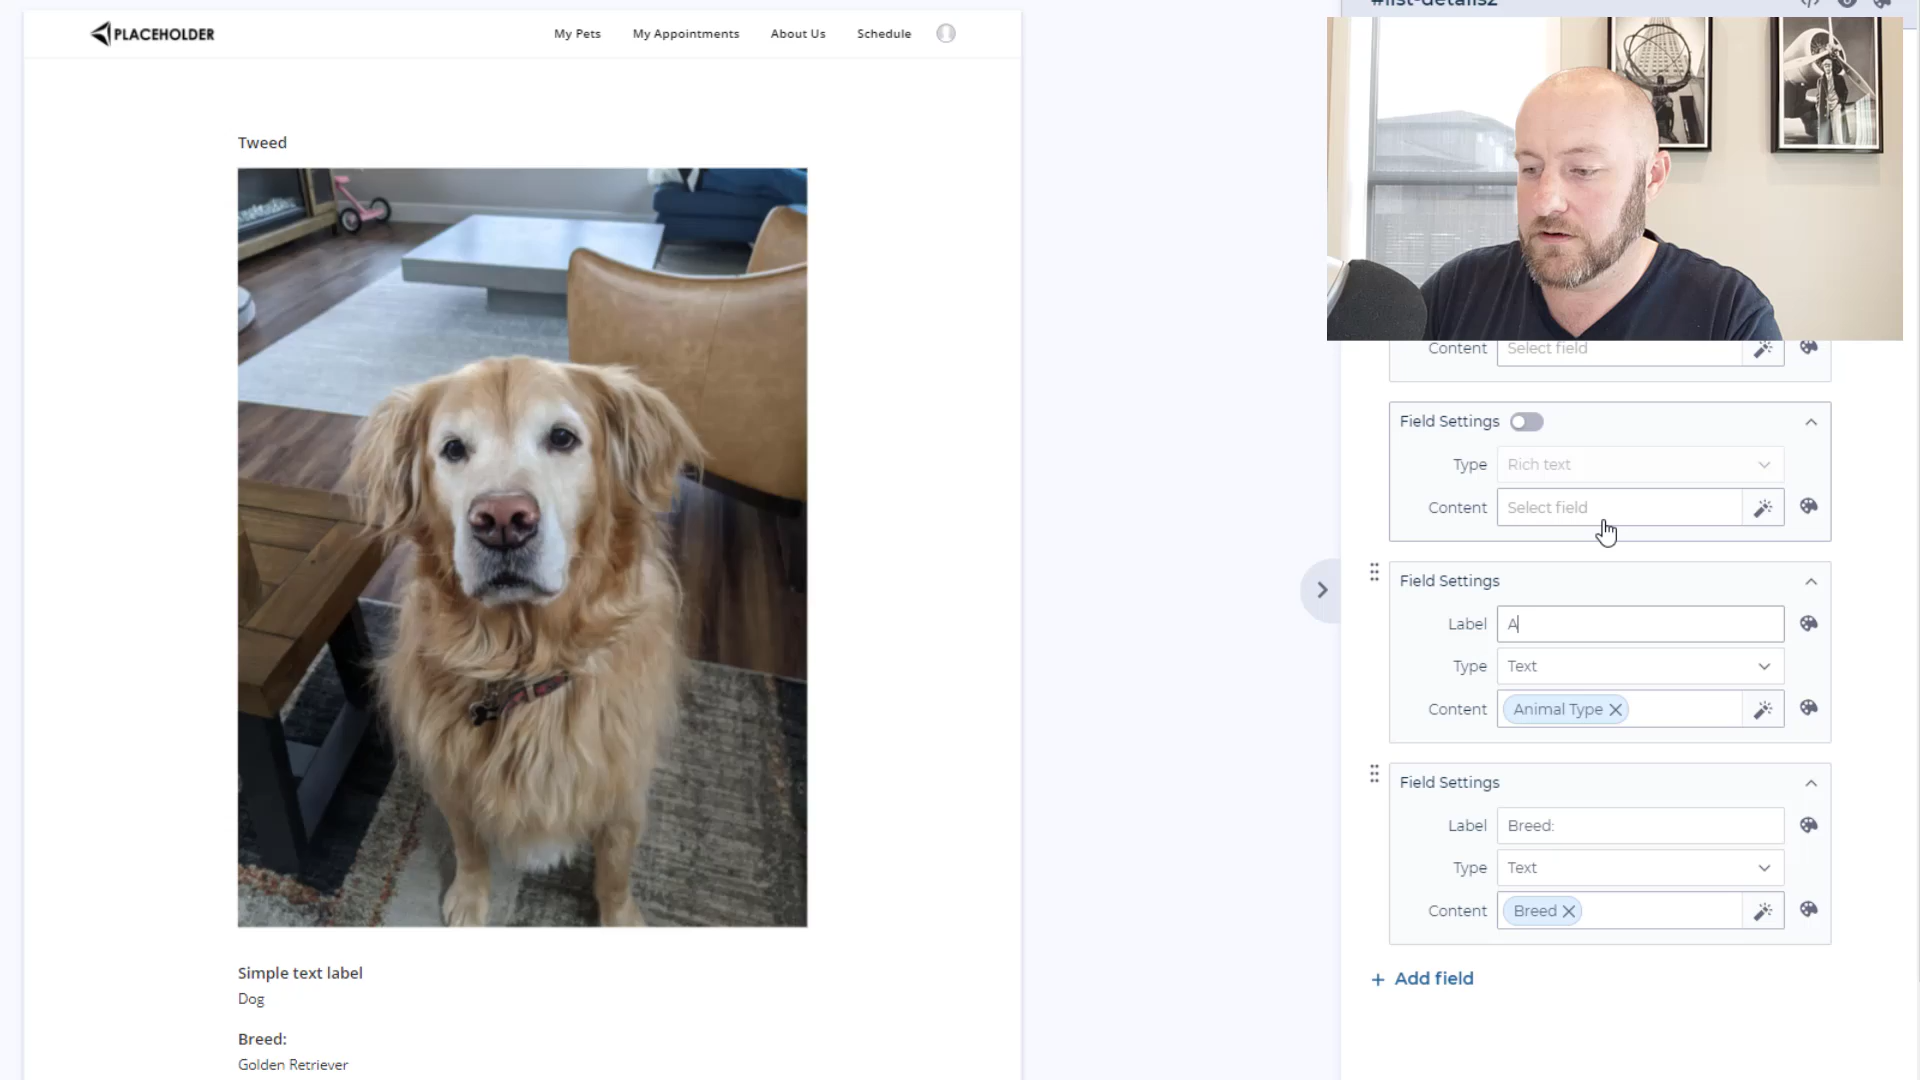 #list-details2
PLACEHOLDER
My Pets
My Appointments
About Us
Schedule
Tweed
Simple text label
Dog
Breed:
Golden Retriever
Content
Select field
Field Settings
Type
Rich text
Content
Select field
Field Settings
Label
A
Type
Text
Content
Animal Type
Field Settings
Label
Breed:
Type
Text
Content
Breed
+ Add field